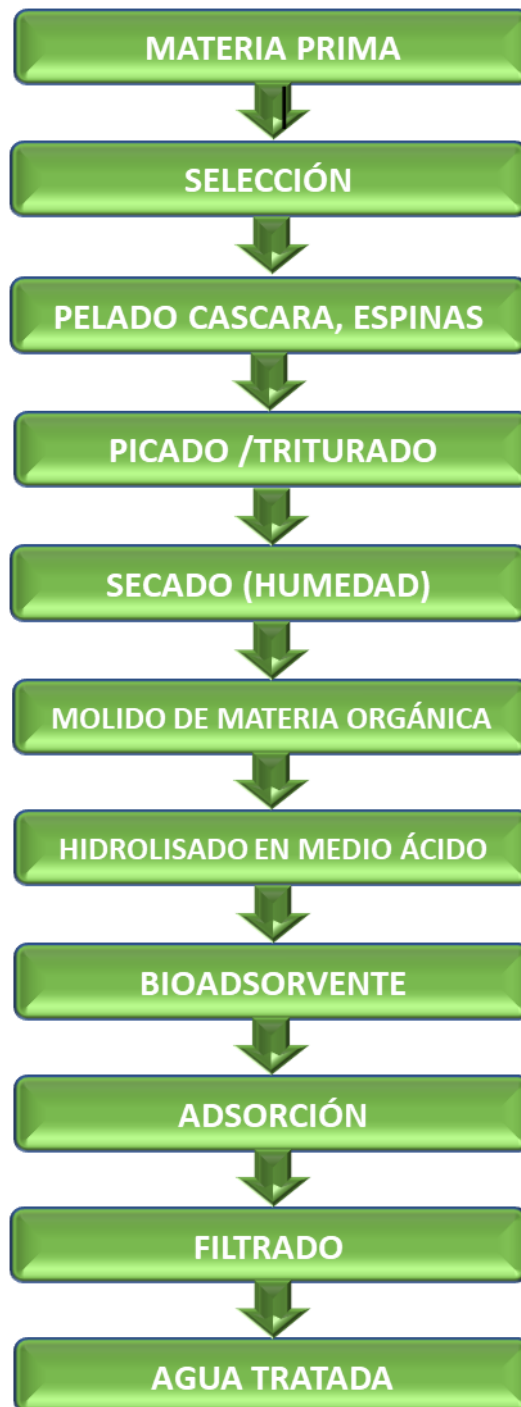 MATERIA PRIMA
SELECCIÓN
PELADO CASCARA, ESPINAS
PICADO /TRITURADO
SECADO (HUMEDAD)
MOLIDO DE MATERIA ORGÁNICA
HIDROLISADO EN MEDIO ÁCIDO
BIOADSORVENTE
ADSORCIÓN
FILTRADO
AGUA TRATADA